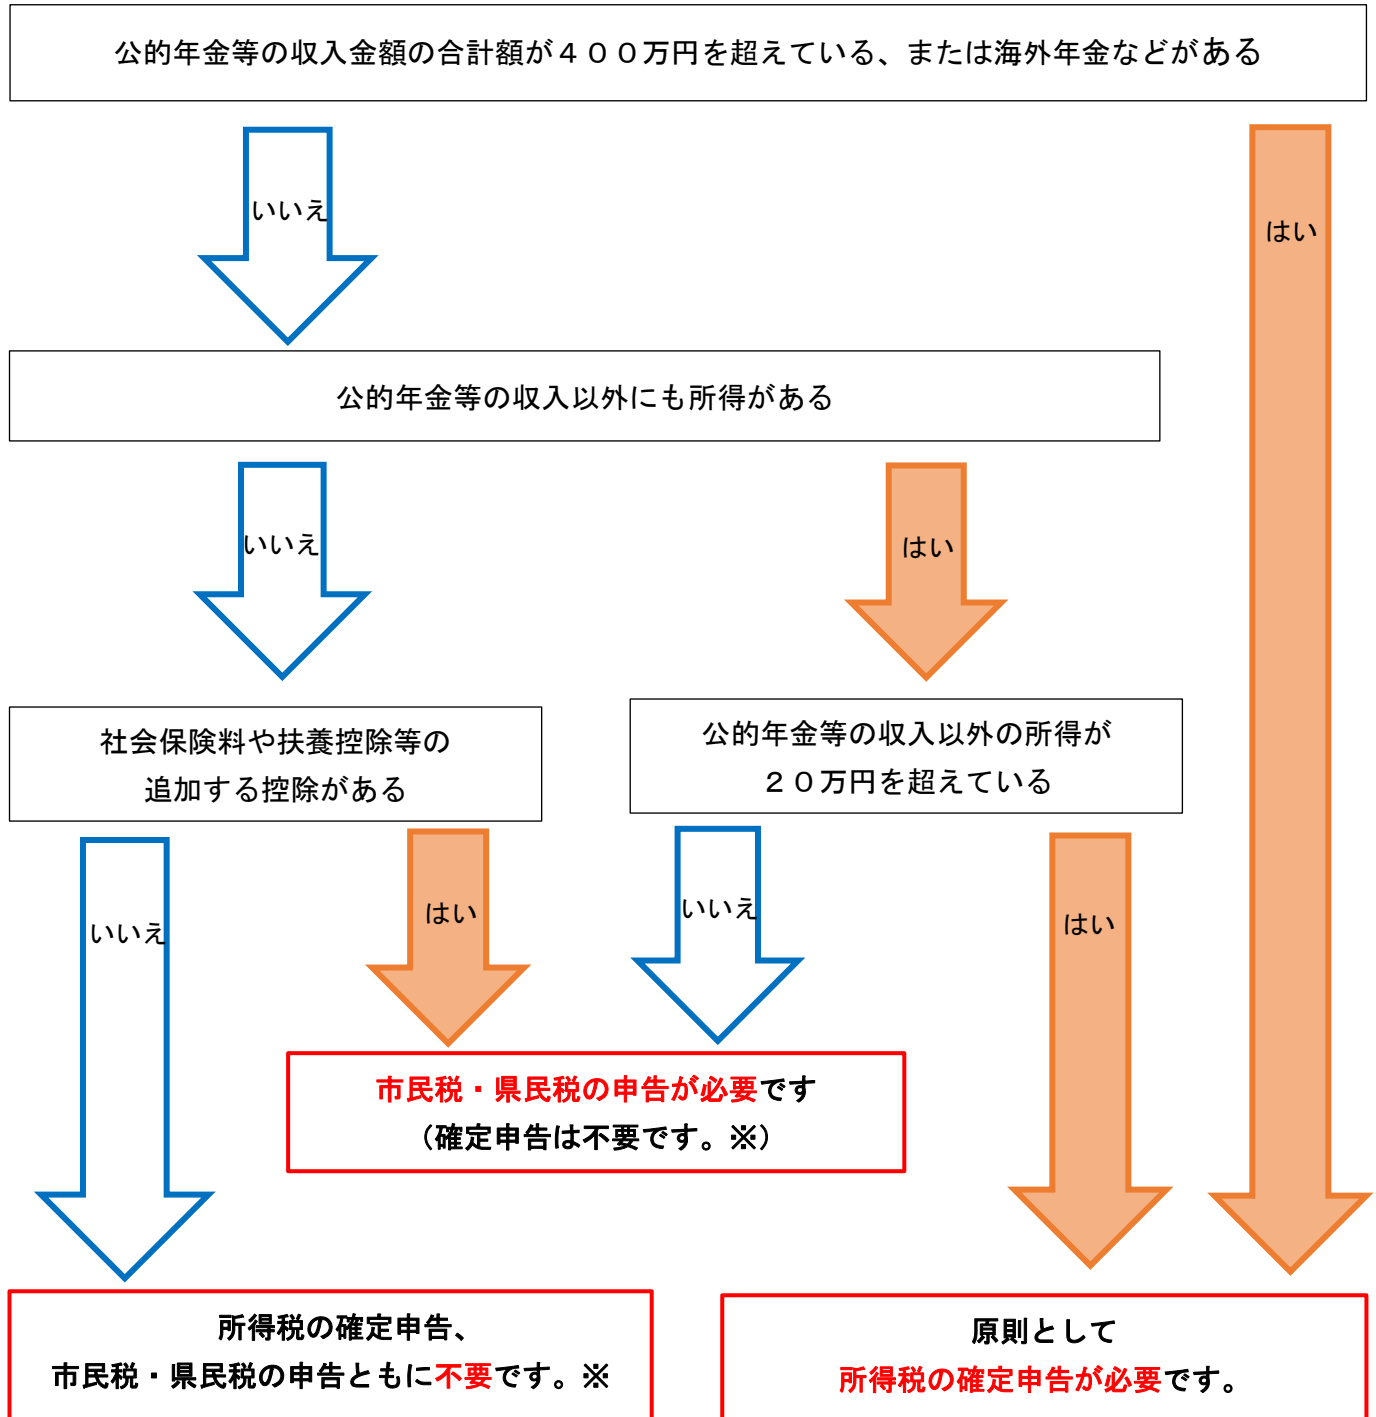 公的年金等の収入金額の合計額が４００万円を超えている、または海外年金などがある
いいえ
はい
公的年金等の収入以外にも所得がある
いいえ
はい
社会保険料や扶養控除等の
追加する控除がある
公的年金等の収入以外の所得が
２０万円を超えている
いいえ
はい
いいえ
はい
市民税・県民税の申告が必要です
（確定申告は不要です。※）
所得税の確定申告、
市民税・県民税の申告ともに不要です。※
原則として
所得税の確定申告が必要です。